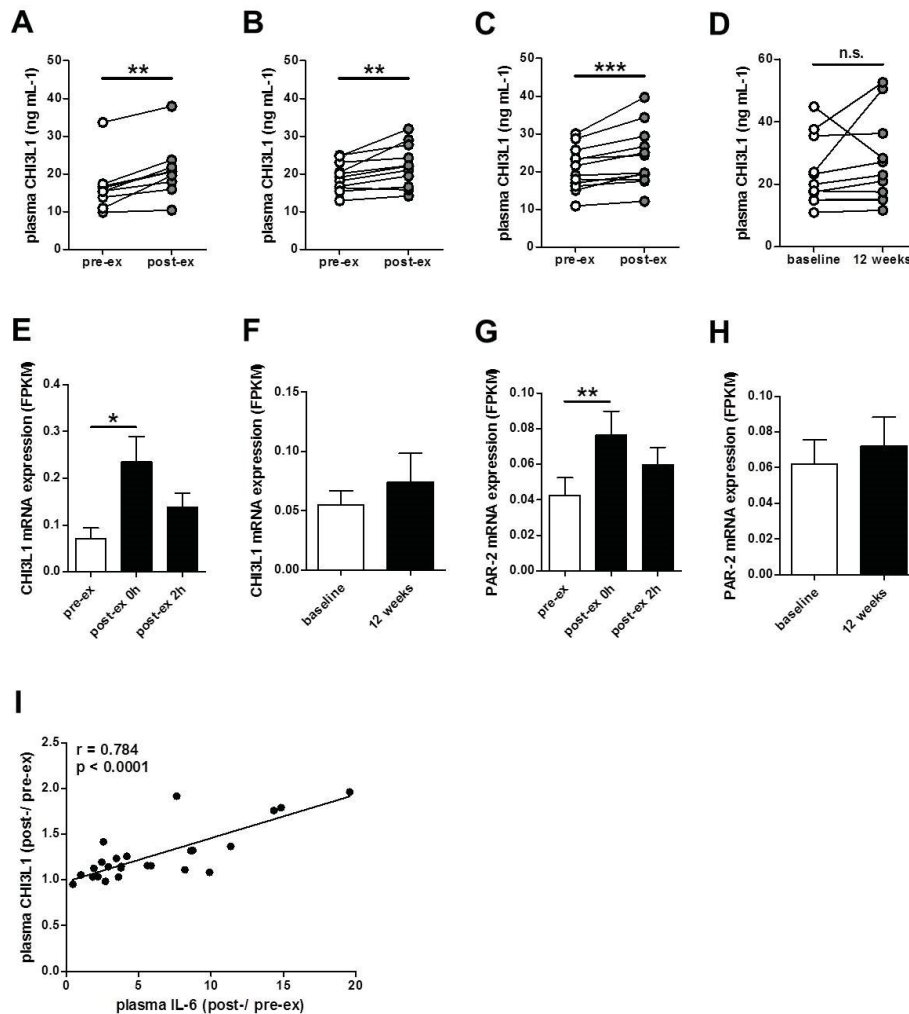 A
B
C
D
plasma CHI3L1 (ng mL-1)
50
40
30
20
10
0
**
pre-ex
post-ex
plasma CHI3L1 (ng mL-1)
50
40
30
20
10
0
**
pre-ex
post-ex
plasma CHI3L1 (ng mL-1)
50
40
30
20
10
0
***
pre-ex
post-ex
plasma CHI3L1 (ng mL-1)
60
40
20
0
n.s.
baseline
12 weeks
E
F
G
H
CHI3L1 mRNA expression (FPKM)
0.4
0.3
0.2
0.1
0.0
*
pre-ex
post-ex 0h
post-ex 2h
CHI3L1 mRNA expression (FPKM)
0.15
0.10
0.05
0.00
baseline
12 weeks
PAR-2 mRNA expression (FPKM)
0.10
0.08
0.06
0.04
0.02
0.00
**
pre-ex
post-ex 0h
post-ex 2h
PAR-2 mRNA expression (FPKM)
0.10
0.08
0.06
0.04
0.02
0.00
baseline
12 weeks
I
plasma CHI3L1 (post-/ pre-ex)
2.5
2.0
1.5
1.0
0.5
0.0
r = 0.784
p < 0.0001
0
5
10
15
20
plasma IL-6 (post-/ pre-ex)